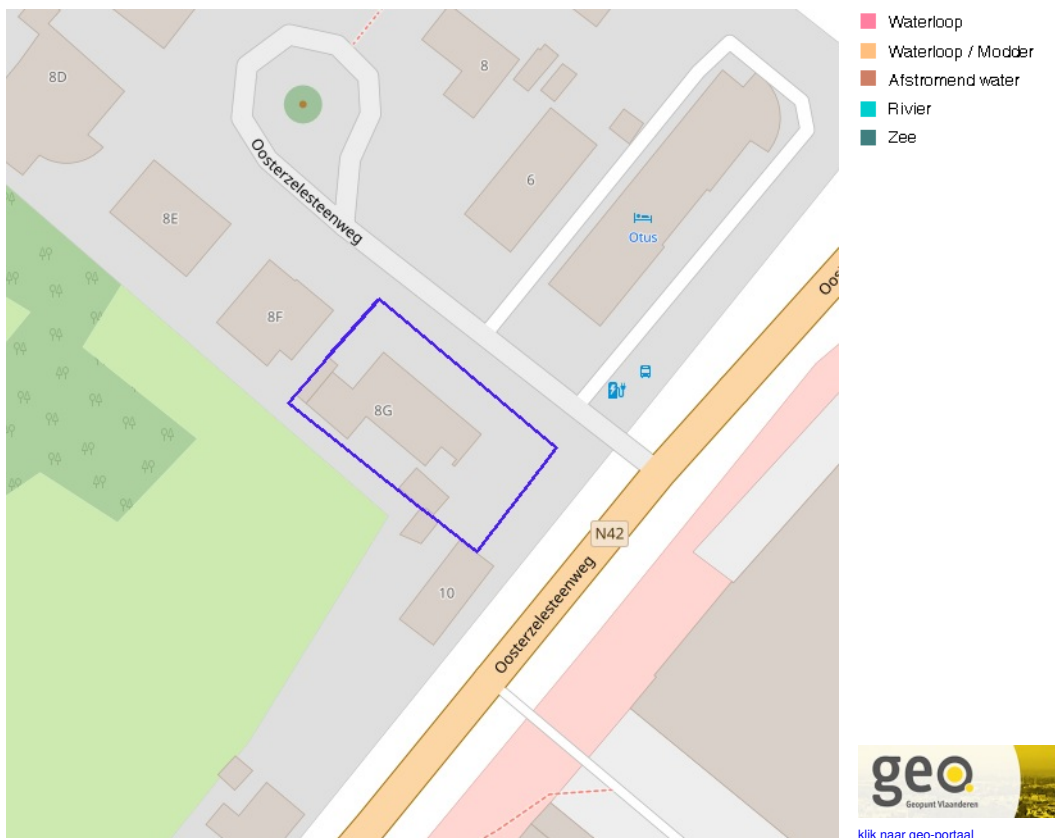 8D
8
Oosterzelesteenweg
6
8E
Otus
Oos
8F
8G
N42
10
Oosterzelesteenweg
Waterloop
Waterloop / Modder
Afstromend water
Rivier
Zee
geo
Geopunt Vlaanderen
klik naar geo-portaal